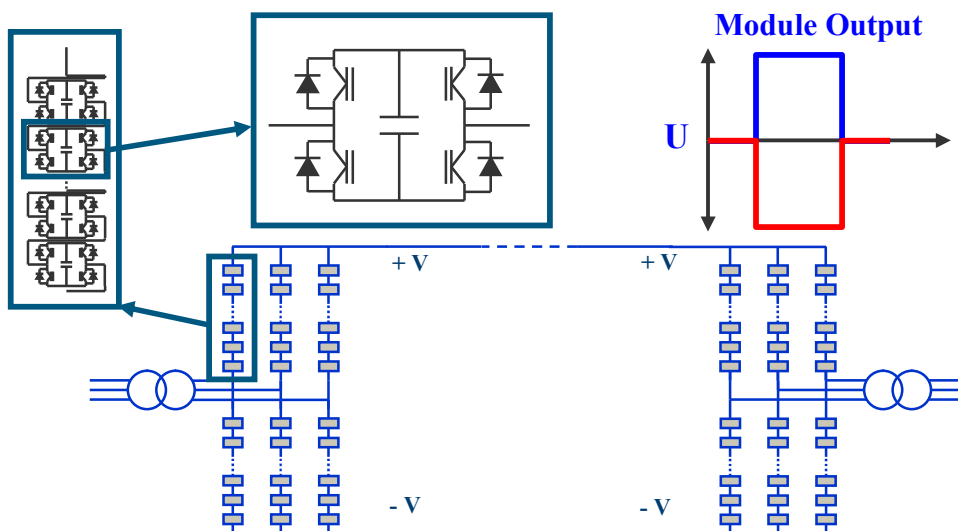 Module Output
U
+ V
+ V
- V
- V